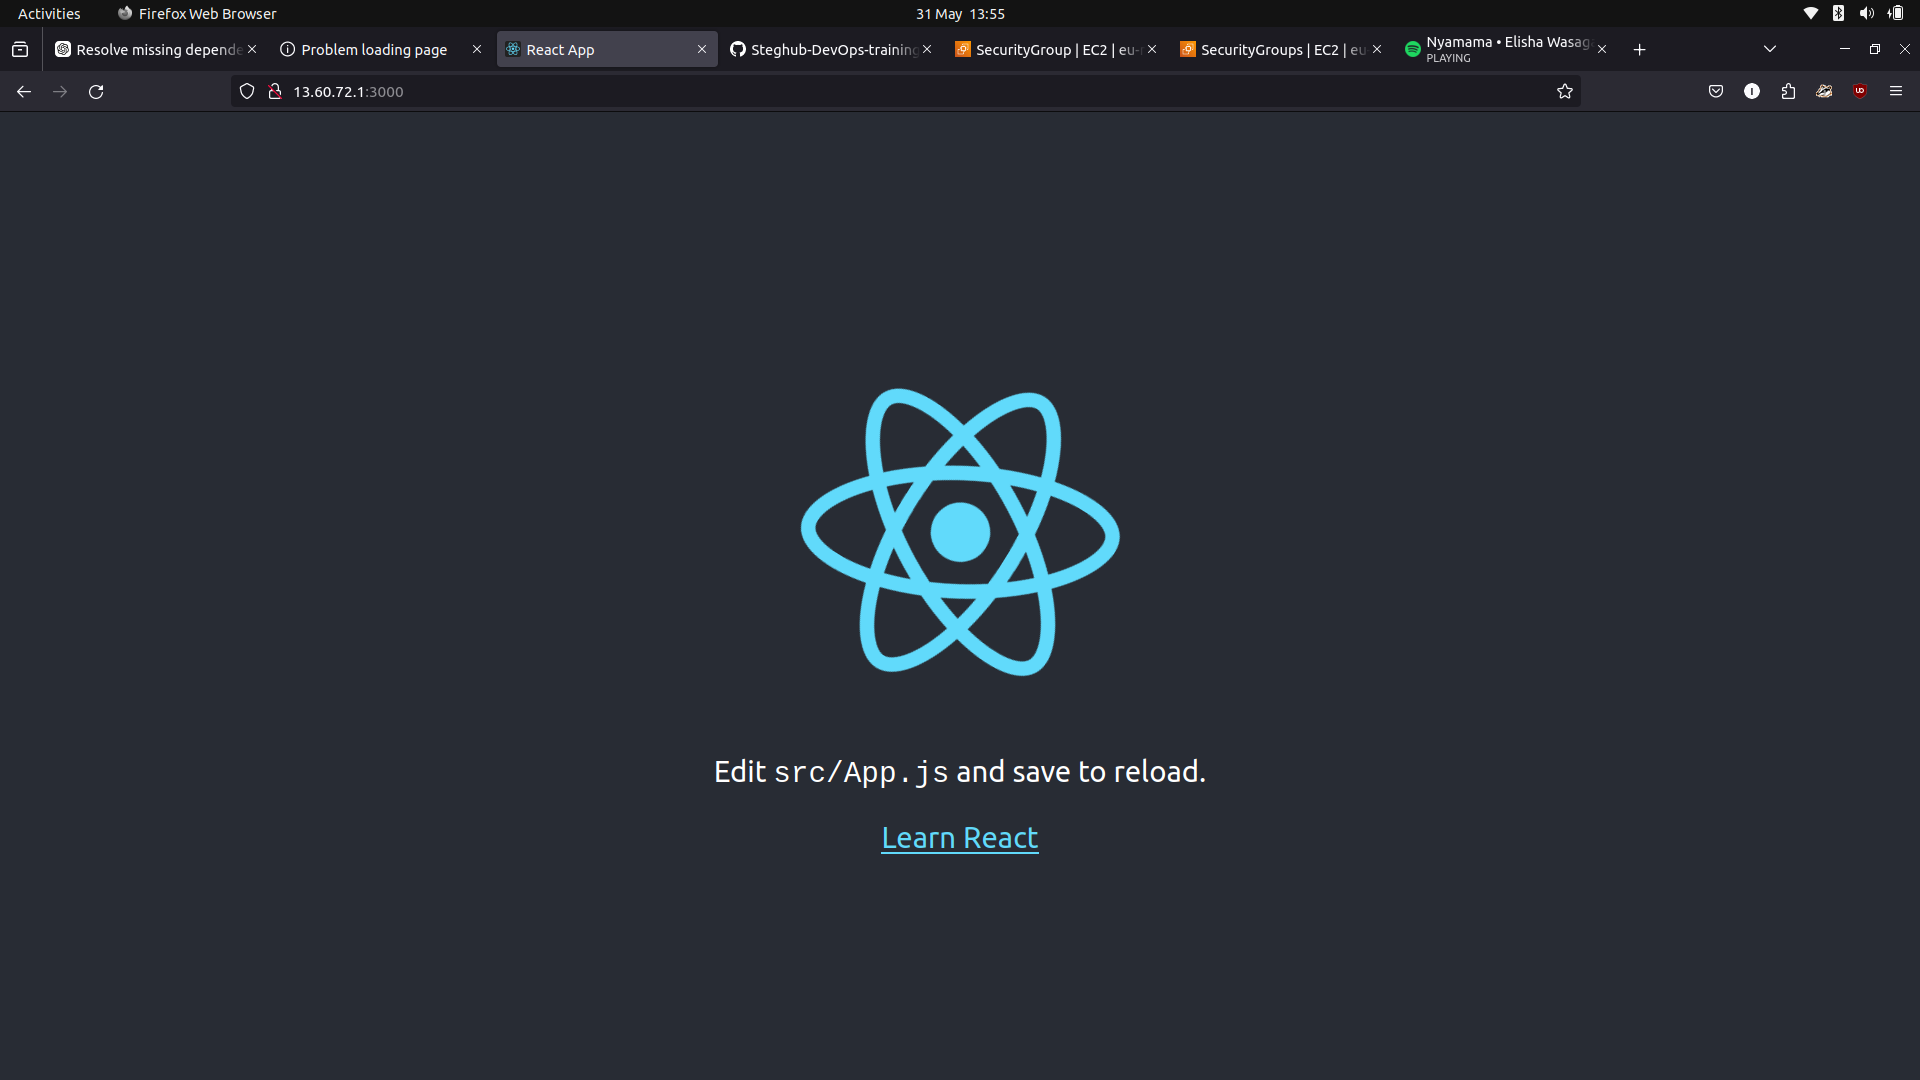 Activities
Firefox Web Browser
31 May 13:55
Resolve missing depende
Problem loading page
React App
Steghub-DevOps-training
SecurityGroup | EC2 | eu-n
SecurityGroups | EC2 | eu-
Nyamama • Elisha Wasaga
PLAYING
13.60.72.1:3000
Edit src/App.js and save to reload.
Learn React